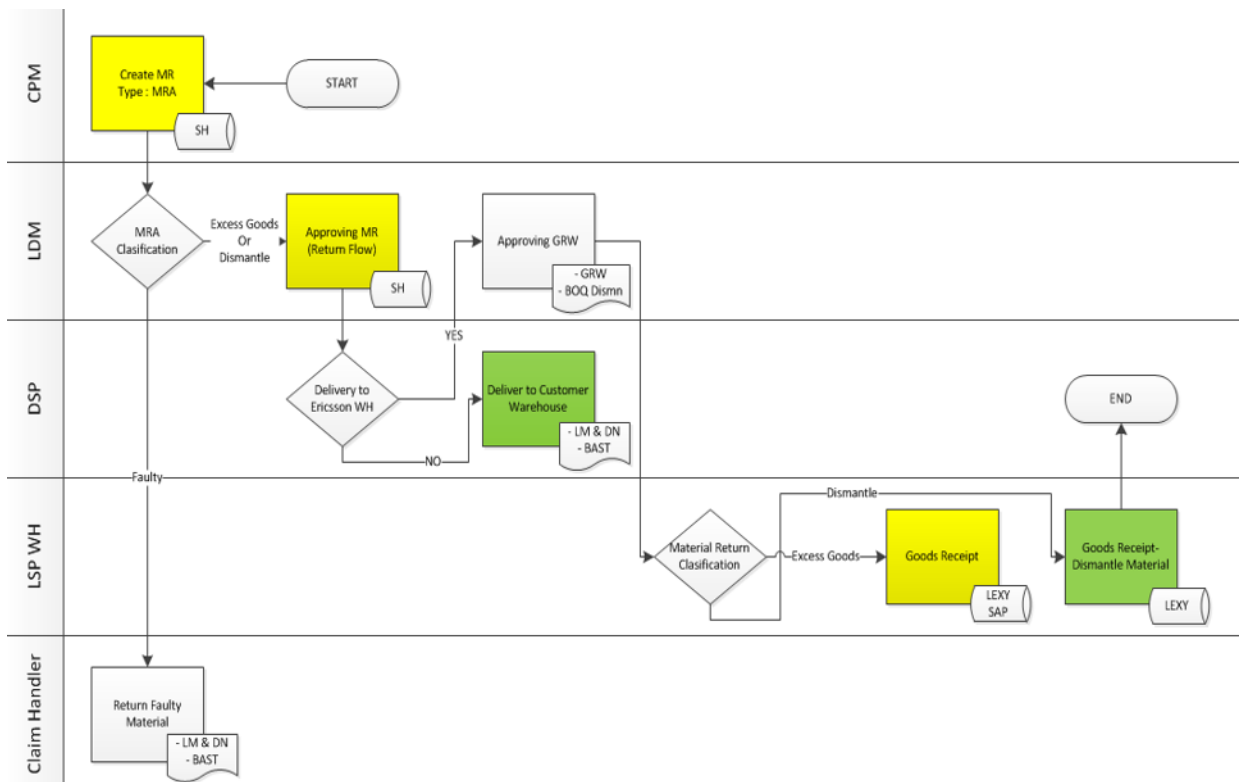 CPM
Create MR
Type : MRA
SH
START
LDM
MRA
Clasification
Excess Goods
Or
Dismantle
Approving MR
(Return Flow)
SH
Approving GRW
- GRW
- BOQ Dismn
YES
DSP
Delivery to
Ericsson WH
NO
Deliver to Customer
Warehouse
- LM & DN
- BAST
END
Faulty
LSP WH
Dismantle
Material Return
Clasification
Excess Goods
Goods Receipt
LEXY
SAP
Goods Receipt-
Dismantle Material
LEXY
Claim Handler
Return Faulty
Material
- LM & DN
- BAST